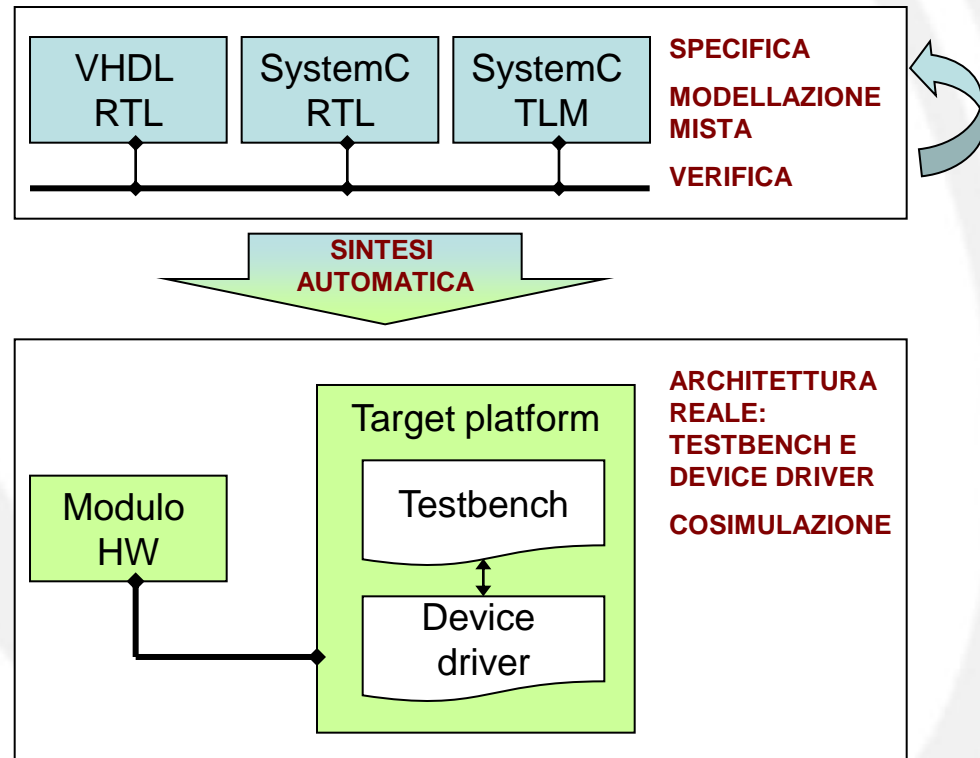 VHDL
RTL
SystemC
RTL
SystemC
TLM
SPECIFICA
MODELLAZIONE
MISTA
VERIFICA
SINTESI
AUTOMATICA
Modulo
HW
Target platform
Testbench
Device
driver
ARCHITETTURA
REALE:
TESTBENCH E
DEVICE DRIVER
COSIMULAZIONE